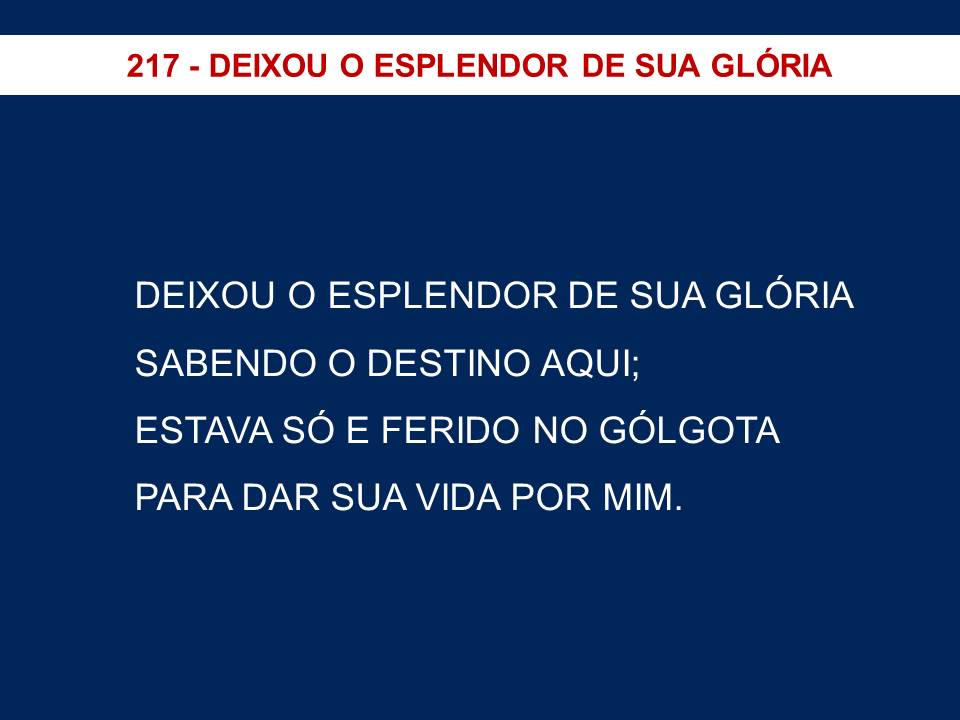 217 - DEIXOU O ESPLENDOR DE SUA GLÓRIA
DEIXOU O ESPLENDOR DE SUA GLÓRIA
SABENDO O DESTINO AQUI;
ESTAVA SÓ E FERIDO NO GÓLGOTA
PARA DAR SUA VIDA POR MIM.